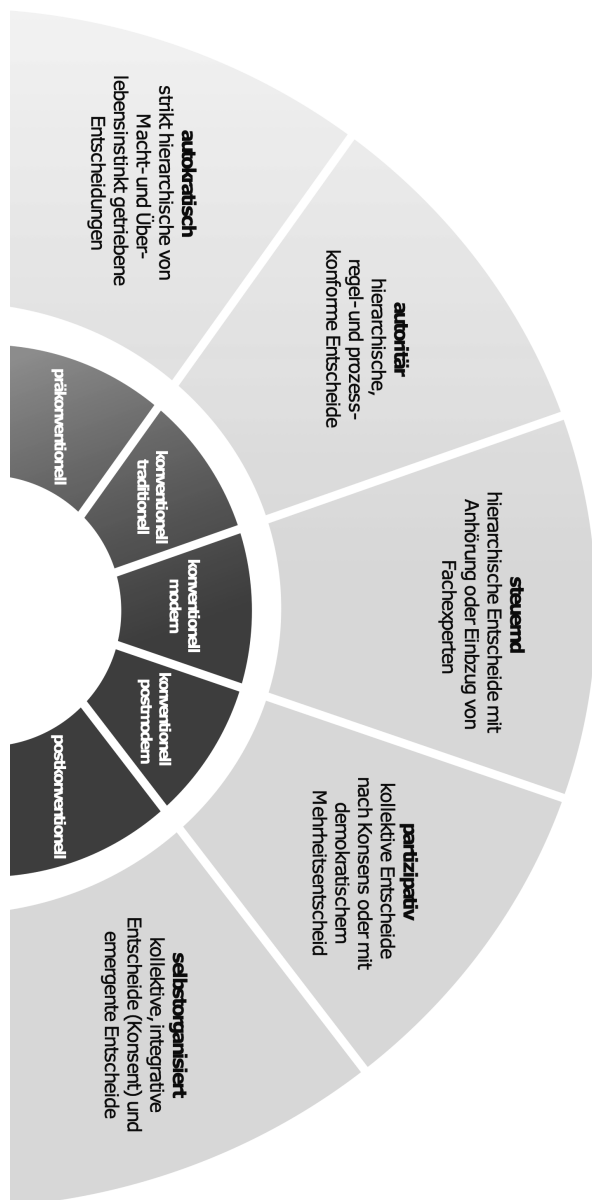 autokratisch
strikt hierarchische von
Macht- und Über-
lebensinstinkt getriebene
Entscheidungen
autoritär
hierarchische,
regel- und prozess-
konforme Entscheide
steuernd
hierarchische Entscheide mit
Anhörung oder Einbzug von
Fachexperten
partizipativ
kollektive Entscheide
nach Konsens oder mit
demokratischem
Mehrheitsentscheid
selbstorganisiert
kollektive, integrative
Entscheide (Konsent) und
emergente Entscheide
präkonventionell
konventionell
traditionell
konventionell
modern
konventionell
postmodern
postkonventionell